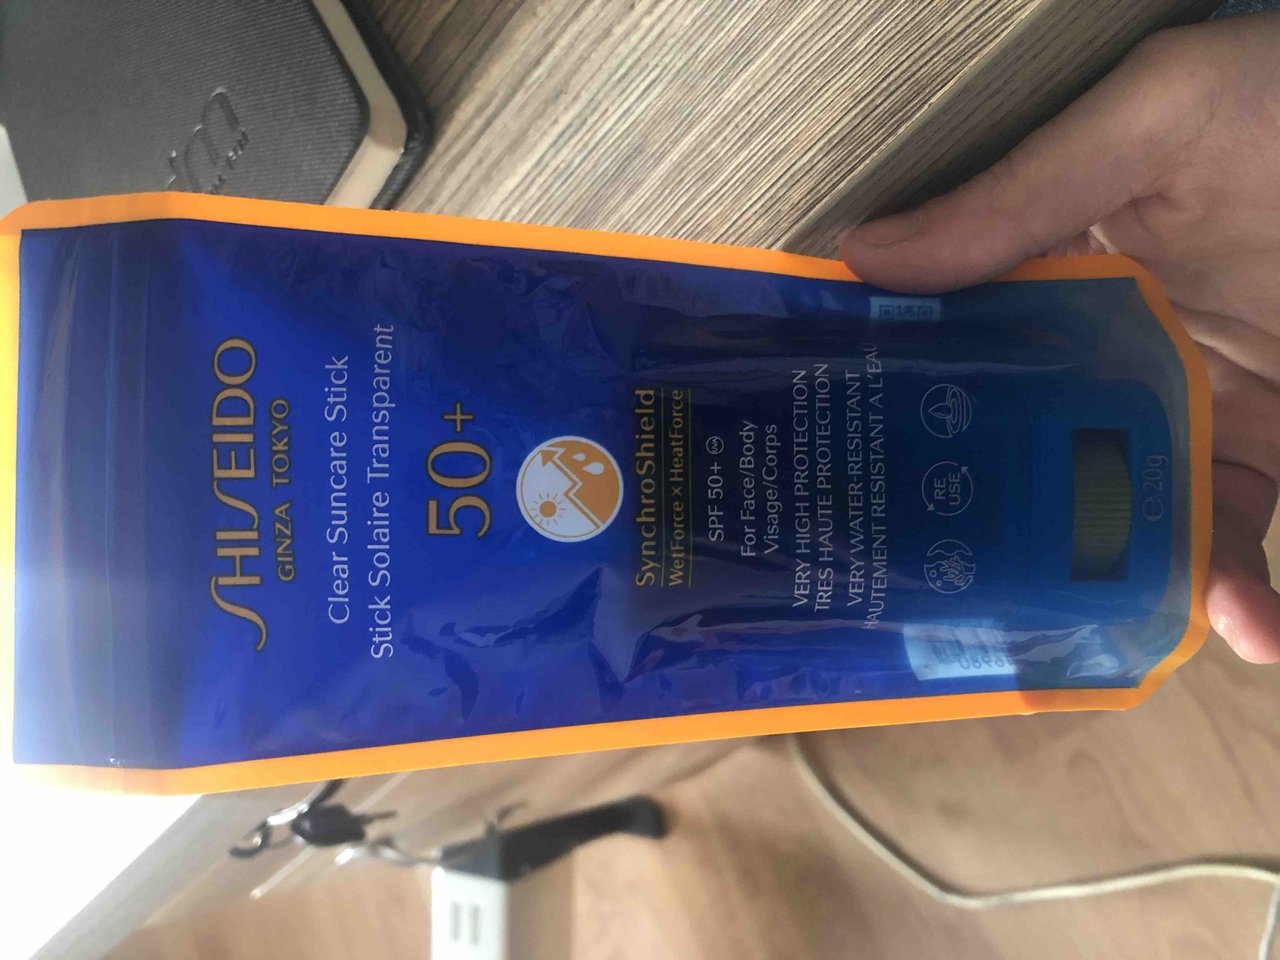 SHISEIDO
GINZA TOKYO
Clear Suncare Stick
Stick Solaire Transparent
50+
SynchroShield
WetForce x HeatForce
SPF 50+ UVA
For Face/Body
Visage/Corps
VERY HIGH PROTECTION
TRES HAUTE PROTECTION
VERY WATER-RESISTANT
HAUTEMENT RESISTANT A L'EAU
RE
USE
℮ 20g